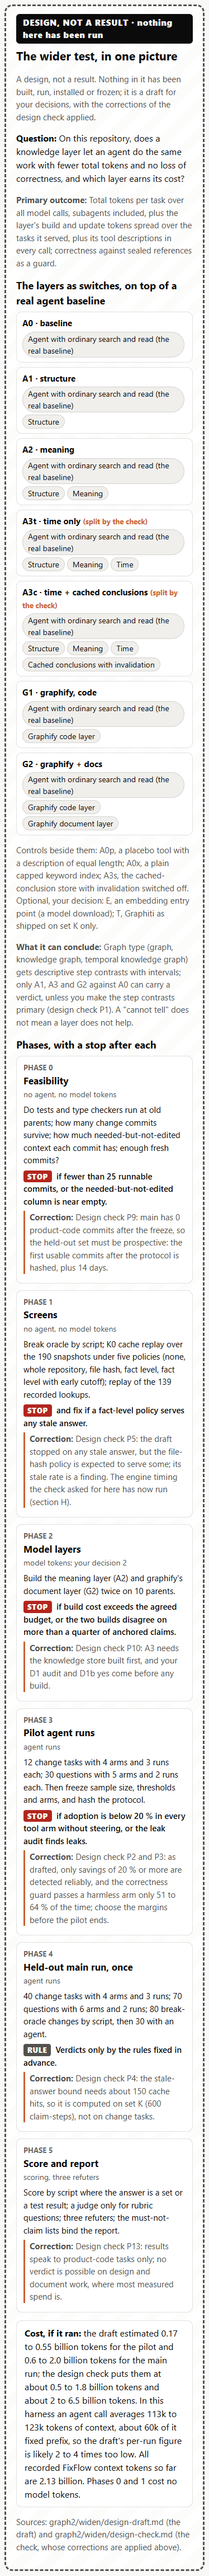 DESIGN, NOT A RESULT · nothing
here has been run
The wider test, in one picture
A design, not a result. Nothing in it has been
built, run, installed or frozen; it is a draft for
your decisions, with the corrections of the
design check applied.
Question: On this repository, does a
knowledge layer let an agent do the same
work with fewer total tokens and no loss of
correctness, and which layer earns its cost?
Primary outcome: Total tokens per task over
all model calls, subagents included, plus the
layer's build and update tokens spread over the
tasks it served, plus its tool descriptions in
every call; correctness against sealed references
as a guard.
The layers as switches, on top of a
real agent baseline
A0 · baseline
Agent with ordinary search and read (the
real baseline)
A1 · structure
Agent with ordinary search and read (the
real baseline)
Structure
A2 · meaning
Agent with ordinary search and read (the
real baseline)
Structure Meaning
A3t · time only (split by the check)
Agent with ordinary search and read (the
real baseline)
Structure Meaning Time
A3c · time + cached conclusions (split by
the check)
Agent with ordinary search and read (the
real baseline)
Structure Meaning Time
Cached conclusions with invalidation
G1 · graphify, code
Agent with ordinary search and read (the
real baseline)
Graphify code layer
G2 · graphify + docs
Agent with ordinary search and read (the
real baseline)
Graphify code layer
Graphify document layer
Controls beside them: A0p, a placebo tool with
a description of equal length; A0x, a plain
capped keyword index; A3s, the cached-
conclusion store with invalidation switched off.
Optional, your decision: E, an embedding entry
point (a model download); T, Graphiti as
shipped on set K only.
What it can conclude: Graph type (graph,
knowledge graph, temporal knowledge graph)
gets descriptive step contrasts with intervals;
only A1, A3 and G2 against A0 can carry a
verdict, unless you make the step contrasts
primary (design check P1). A "cannot tell" does
not mean a layer does not help.
Phases, with a stop after each
PHASE 0
Feasibility
no agent, no model tokens
Do tests and type checkers run at old
parents; how many change commits
survive; how much needed-but-not-edited
context each commit has; enough fresh
commits?
STOP if fewer than 25 runnable
commits, or the needed-but-not-edited
column is near empty.
Correction: Design check P9: main has 0
product-code commits after the freeze, so
the held-out set must be prospective: the
first usable commits after the protocol is
hashed, plus 14 days.
PHASE 1
Screens
no agent, no model tokens
Break oracle by script; K0 cache replay over
the 190 snapshots under five policies (none,
whole repository, file hash, fact level, fact
level with early cutoff); replay of the 139
recorded lookups.
STOP and fix if a fact-level policy serves
any stale answer.
Correction: Design check P5: the draft
stopped on any stale answer, but the file-
hash policy is expected to serve some; its
stale rate is a finding. The engine timing
the check asked for here has now run
(section H).
PHASE 2
Model layers
model tokens: your decision 2
Build the meaning layer (A2) and graphify's
document layer (G2) twice on 10 parents.
STOP if build cost exceeds the agreed
budget, or the two builds disagree on
more than a quarter of anchored claims.
Correction: Design check P10: A3 needs
the knowledge store built first, and your
D1 audit and D1b yes come before any
build.
PHASE 3
Pilot agent runs
agent runs
12 change tasks with 4 arms and 3 runs
each; 30 questions with 5 arms and 2 runs
each. Then freeze sample size, thresholds
and arms, and hash the protocol.
STOP if adoption is below 20 % in every
tool arm without steering, or the leak
audit finds leaks.
Correction: Design check P2 and P3: as
drafted, only savings of 20 % or more are
detected reliably, and the correctness
guard passes a harmless arm only 51 to
64 % of the time; choose the margins
before the pilot ends.
PHASE 4
Held-out main run, once
agent runs
40 change tasks with 4 arms and 3 runs; 70
questions with 6 arms and 2 runs; 80 break-
oracle changes by script, then 30 with an
agent.
RULE Verdicts only by the rules fixed in
advance.
Correction: Design check P4: the stale-
answer bound needs about 150 cache
hits, so it is computed on set K (600
claim-steps), not on change tasks.
PHASE 5
Score and report
scoring, three refuters
Score by script where the answer is a set or
a test result; a judge only for rubric
questions; three refuters; the must-not-
claim lists bind the report.
Correction: Design check P13: results
speak to product-code tasks only; no
verdict is possible on design and
document work, where most measured
spend is.
Cost, if it ran: the draft estimated 0.17
to 0.55 billion tokens for the pilot and
0.6 to 2.0 billion tokens for the main
run; the design check puts them at
about 0.5 to 1.8 billion tokens and
about 2 to 6.5 billion tokens. In this
harness an agent call averages 113k to
123k tokens of context, about 60k of it
fixed prefix, so the draft's per-run figure
is likely 2 to 4 times too low. All
recorded FixFlow context tokens so
far are 2.13 billion. Phases 0 and 1 cost no
model tokens.
Sources: graph2/widen/design-draft.md (the
draft) and graph2/widen/design-check.md (the
check, whose corrections are applied above).